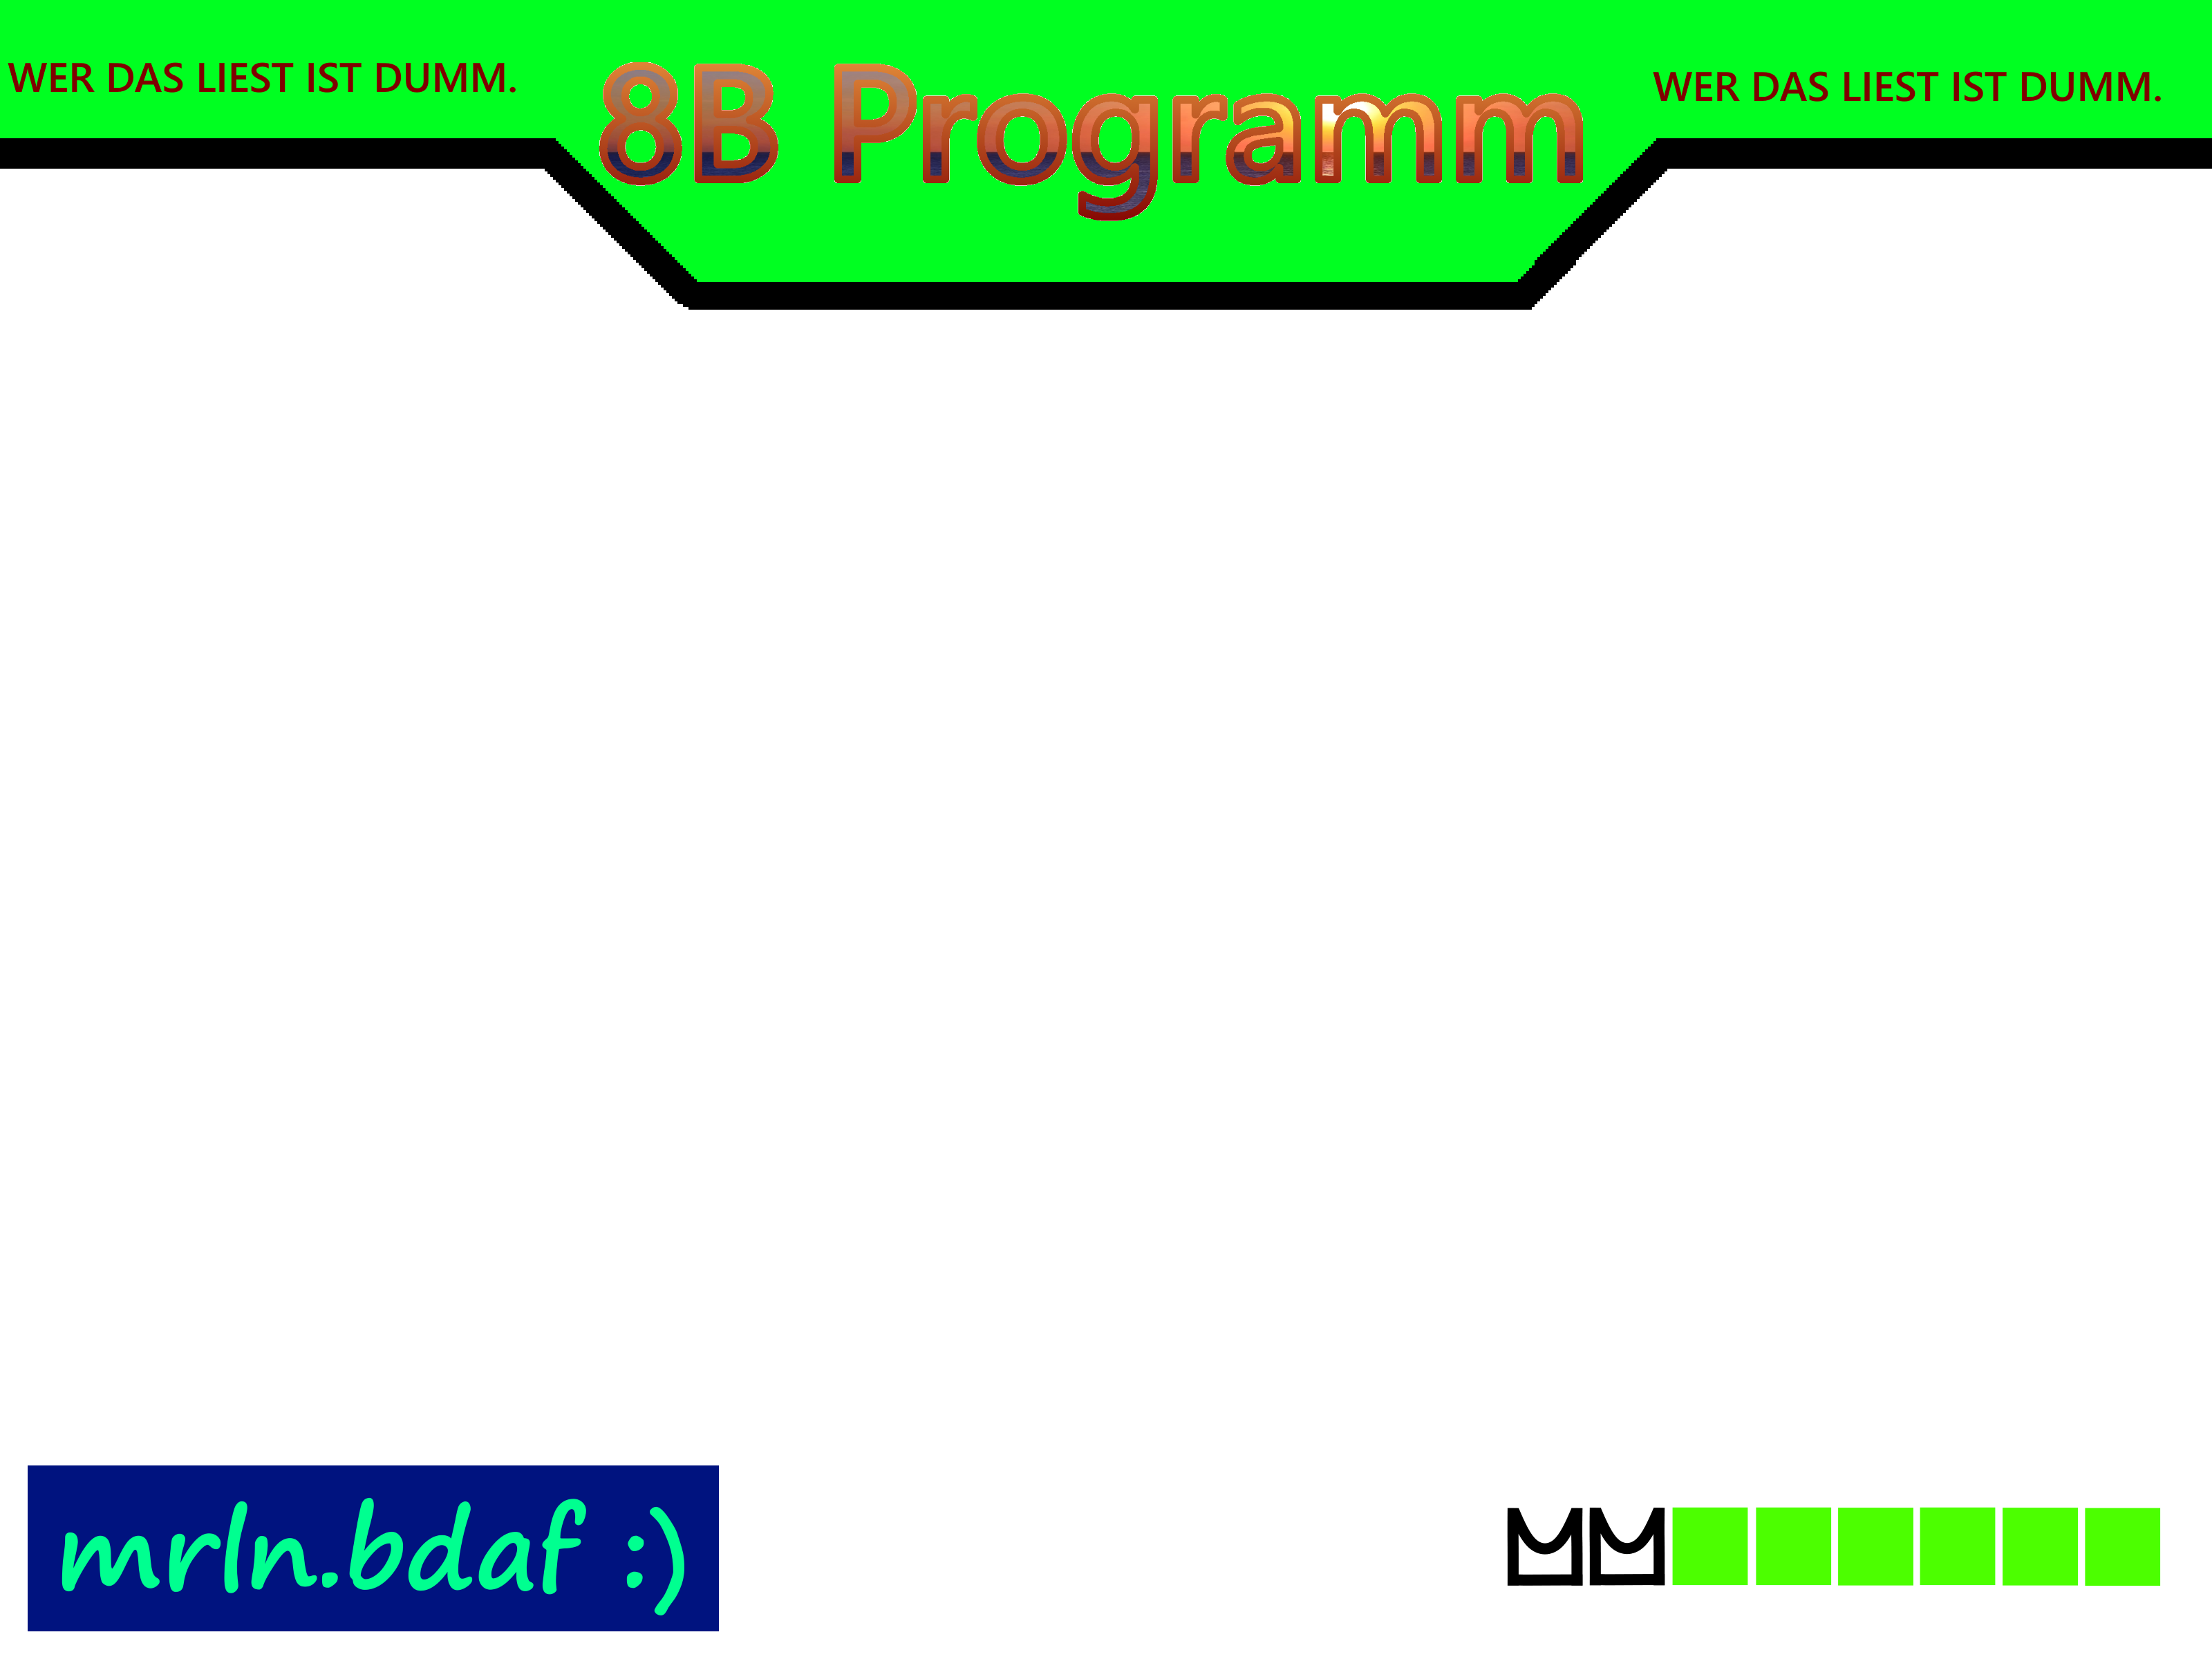 WER DAS LIEST IST DUMM.
8B Programm
WER DAS LIEST IST DUMM.
mrln.bdaf :)